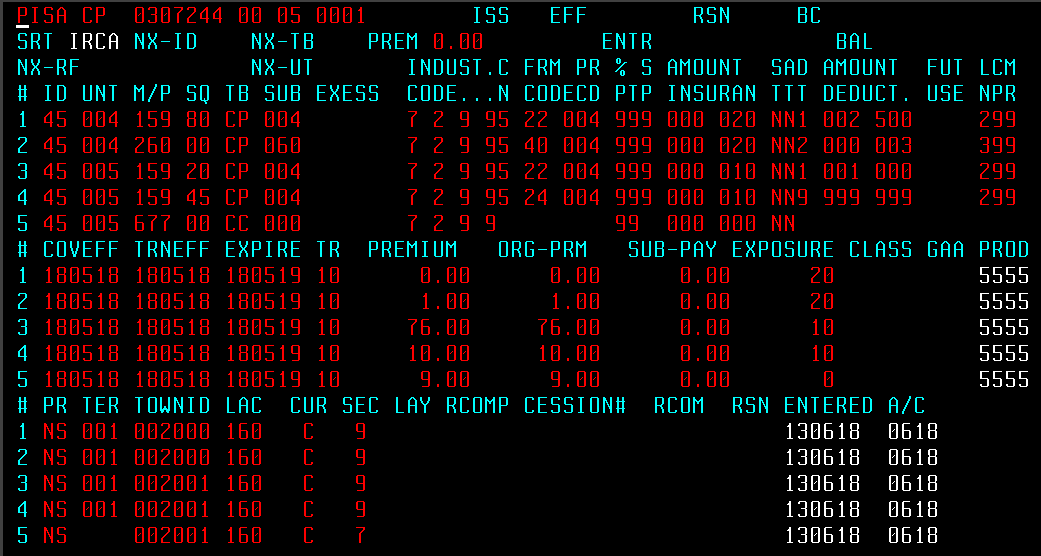 PISA CP 0307244 00 05 0001 ISS EFF RSN BC
SRT IRCA NX-ID NX-TB PREM 0.00 ENTR BAL
NX-RF NX-UT INDUST.C FRM PR % S AMOUNT SAD AMOUNT FUT LCM
# ID UNT M/P SQ TB SUB EXESS CODE...N CODECD PTP INSURAN TTT DEDUCT. USE NPR
1 45 004 159 80 CP 004 7 2 9 95 22 004 999 000 020 NN1 002 500 299
2 45 004 260 00 CP 060 7 2 9 95 40 004 999 000 020 NN2 000 003 399
3 45 005 159 20 CP 004 7 2 9 95 22 004 999 000 010 NN1 001 000 299
4 45 005 159 45 CP 004 7 2 9 95 24 004 999 000 010 NN9 999 999 299
5 45 005 677 00 CC 000 7 2 9 9 99 000 000 NN
# COVEFF TRNEFF EXPIRE TR PREMIUM ORG-PRM SUB-PAY EXPOSURE CLASS GAA PROD
1 180518 180518 180519 10 0.00 0.00 0.00 20 5555
2 180518 180518 180519 10 1.00 1.00 0.00 20 5555
3 180518 180518 180519 10 76.00 76.00 0.00 10 5555
4 180518 180518 180519 10 10.00 10.00 0.00 10 5555
5 180518 180518 180519 10 9.00 9.00 0.00 0 5555
# PR TER TOWNID LAC CUR SEC LAY RCOMP CESSION# RCOM RSN ENTERED A/C
1 NS 001 002000 160 C 9 130618 0618
2 NS 001 002000 160 C 9 130618 0618
3 NS 001 002001 160 C 9 130618 0618
4 NS 001 002001 160 C 9 130618 0618
5 NS 002001 160 C 7 130618 0618